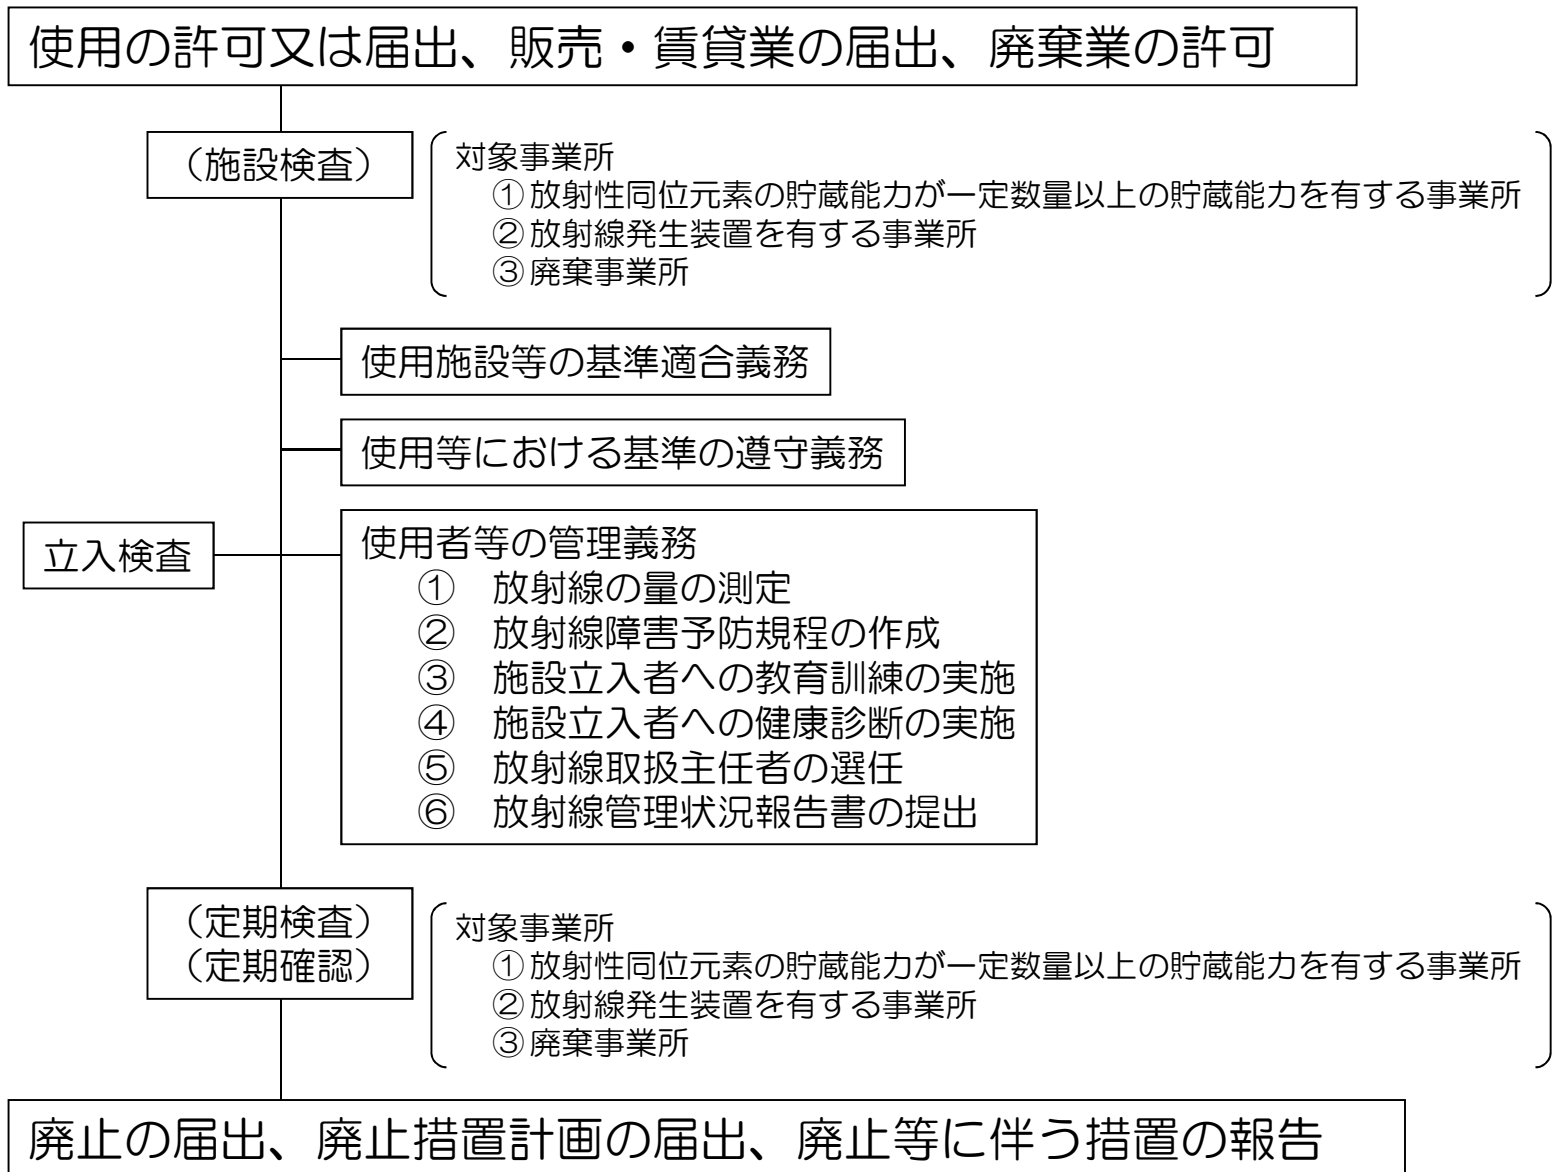 使用の許可又は届出、販売・賃貸業の届出、廃棄業の許可
（施設検査）
対象事業所
①放射性同位元素の貯蔵能力が一定数量以上の貯蔵能力を有する事業所
②放射線発生装置を有する事業所
③廃棄事業所
使用施設等の基準適合義務
使用等における基準の遵守義務
立入検査
使用者等の管理義務
①　放射線の量の測定
②　放射線障害予防規程の作成
③　施設立入者への教育訓練の実施
④　施設立入者への健康診断の実施
⑤　放射線取扱主任者の選任
⑥　放射線管理状況報告書の提出
（定期検査）
（定期確認）
対象事業所
①放射性同位元素の貯蔵能力が一定数量以上の貯蔵能力を有する事業所
②放射線発生装置を有する事業所
③廃棄事業所
廃止の届出、廃止措置計画の届出、廃止等に伴う措置の報告